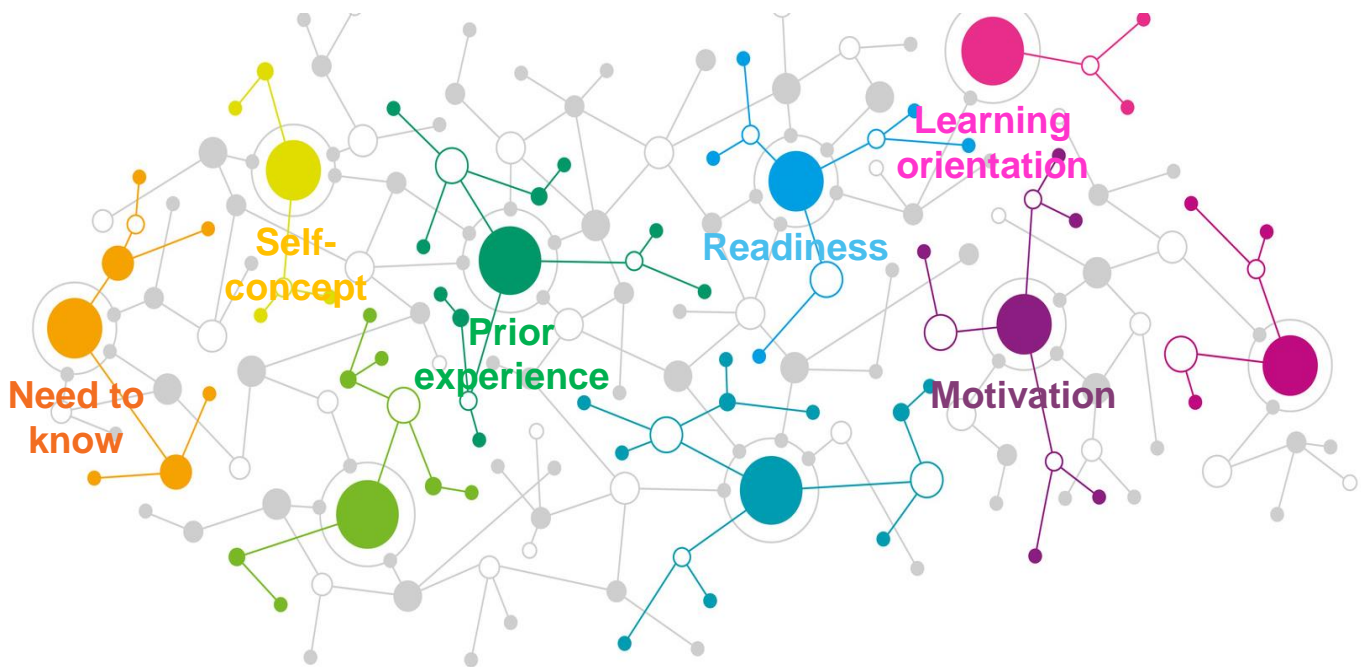 Need to
know
Self-
concept
Prior
experience
Readiness
Learning
orientation
Motivation